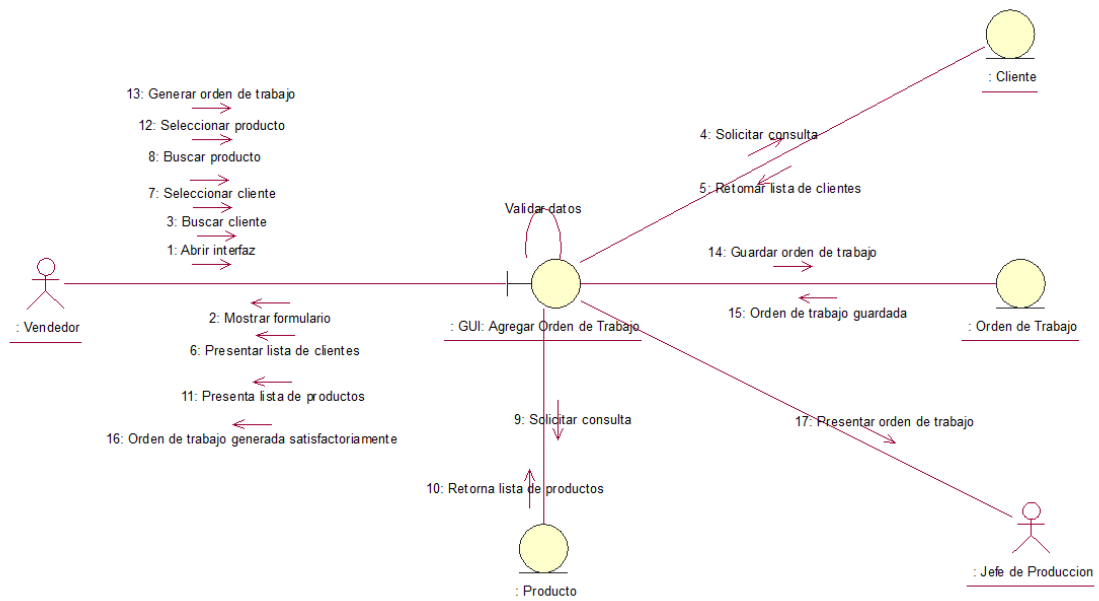 : Cliente
13: Generar orden de trabajo
12: Seleccionar producto
4: Solicitar consulta
8: Buscar producto
7: Seleccionar cliente
5: Retornar lista de clientes
Validar datos
3: Buscar cliente
1: Abrir interfaz
14: Guardar orden de trabajo
2: Mostrar formulario
15: Orden de trabajo guardada
: Vendedor
: GUI: Agregar Orden de Trabajo
: Orden de Trabajo
6: Presentar lista de clientes
11: Presenta lista de productos
9: Solicitar consulta
17: Presentar orden de trabajo
16: Orden de trabajo generada satisfactoriamente
10: Retorna lista de productos
: Jefe de Produccion
: Producto